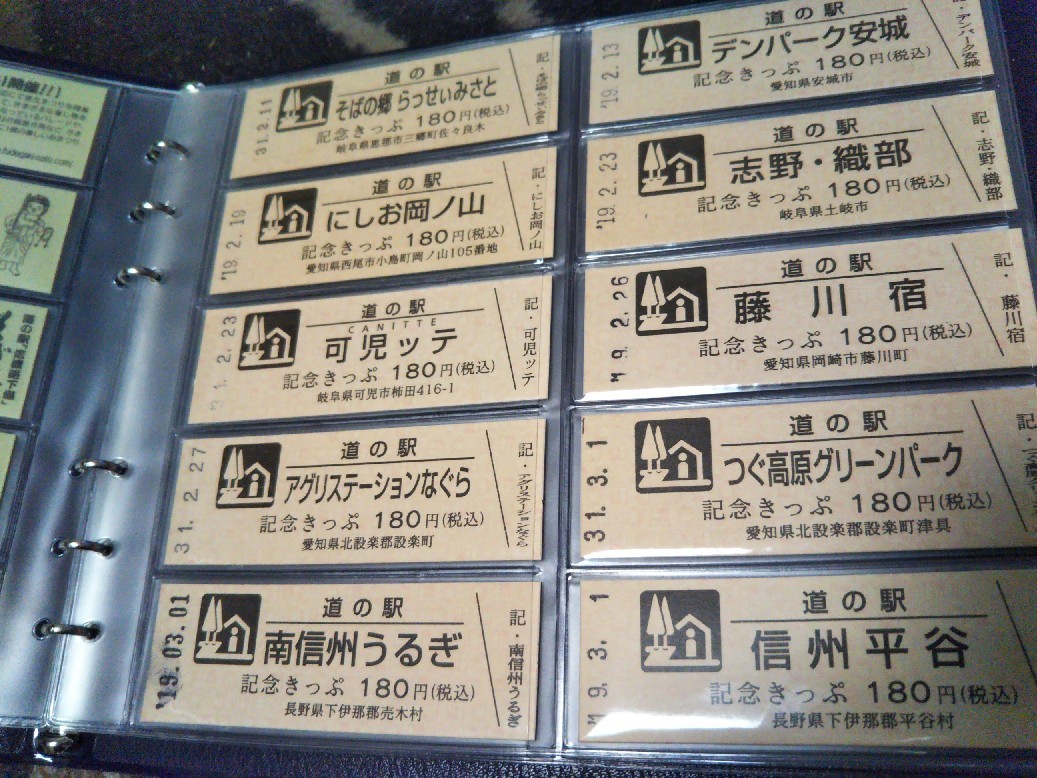 開催!!!
道の駅
そばの郷 らっせぃみさと
記念きっぷ 180円(税込)
岐阜県恵那市三郷町佐々良木
31.2.11
道の駅
デンパーク安城
記念きっぷ 180円(税込)
愛知県安城市
'19.2.13
記・デンパーク安城
道の駅
にしお岡ノ山
記念きっぷ 180円(税込)
愛知県西尾市小島町岡ノ山105番地
'19.2.19
記・にしお岡ノ山
道の駅
志野・織部
記念きっぷ 180円(税込)
岐阜県土岐市
'19.2.23
記・志野・織部
道の駅
CANITTE
可児ッテ
記念きっぷ 180円(税込)
岐阜県可児市柿田416-1
31.2.23
記・可児ッテ
道の駅
藤川宿
記念きっぷ 180円(税込)
愛知県岡崎市藤川町
19.2.26
記・藤川宿
道の駅
アグリステーションなぐら
記念きっぷ 180円(税込)
愛知県北設楽郡設楽町
31.2.27
記・アグリステーションなぐら
道の駅
つぐ高原グリーンパーク
記念きっぷ 180円(税込)
愛知県北設楽郡設楽町津具
31.3.1
道の駅
南信州うるぎ
記念きっぷ 180円(税込)
長野県下伊那郡売木村
'19.03.01
記・南信州うるぎ
道の駅
信州平谷
記念きっぷ 180円(税込)
長野県下伊那郡平谷村
19.3.1